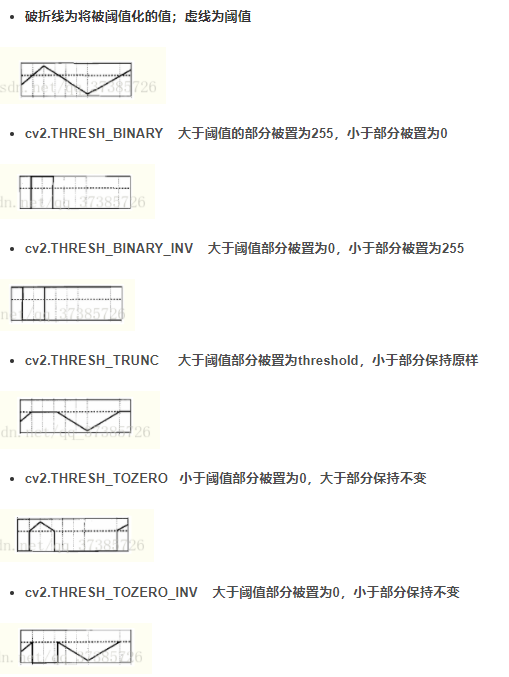 破折线为将被阈值化的值；虚线为阈值
sdn.net/qq_37385726
cv2.THRESH_BINARY 大于阈值的部分被置为255，小于部分被置为0
dn.net/qq_37385726
cv2.THRESH_BINARY_INV 大于阈值部分被置为0，小于部分被置为255
n.net/qq_37385726
cv2.THRESH_TRUNC 大于阈值部分被置为threshold，小于部分保持原样
dn.net/qq_37385726
cv2.THRESH_TOZERO 小于阈值部分被置为0，大于部分保持不变
dn.net/qq_37385726
cv2.THRESH_TOZERO_INV 大于阈值部分被置为0，小于部分保持不变
n.net/qq_37385726